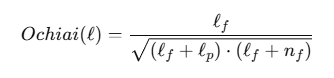 Ochiai(ℓ) = ℓ_f / √((ℓ_f + ℓ_p) · (ℓ_f + n_f))